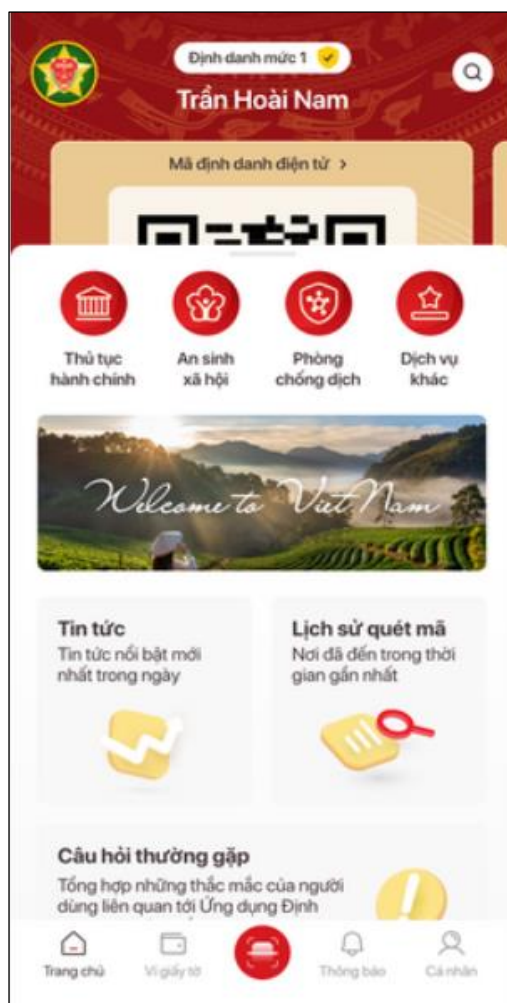 Định danh mức 1
Trần Hoài Nam
Mã định danh điện tử >
Thủ tục
hành chính
An sinh
xã hội
Phòng
chống dịch
Dịch vụ
khác
Welcome to Viet Nam
Tin tức
Tin tức nổi bật mới
nhất trong ngày
Lịch sử quét mã
Nơi đã đến trong thời
gian gần nhất
Câu hỏi thường gặp
Tổng hợp những thắc mắc của người
dùng liên quan tới Ứng dụng Định
Trang chủ
Ví giấy tờ
Thông báo
Cá nhân